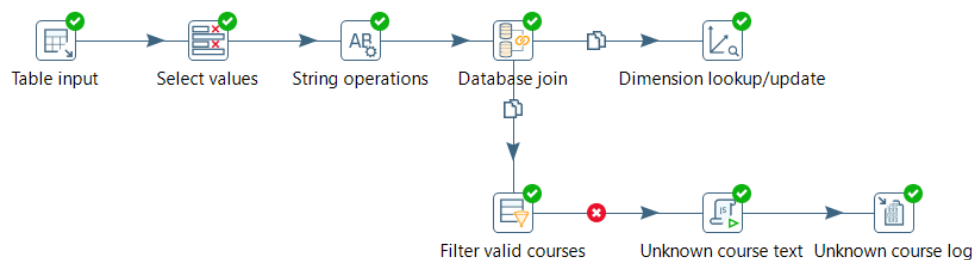 Table input
Select values
String operations
Database join
Dimension lookup/update
Filter valid courses
Unknown course text
Unknown course log